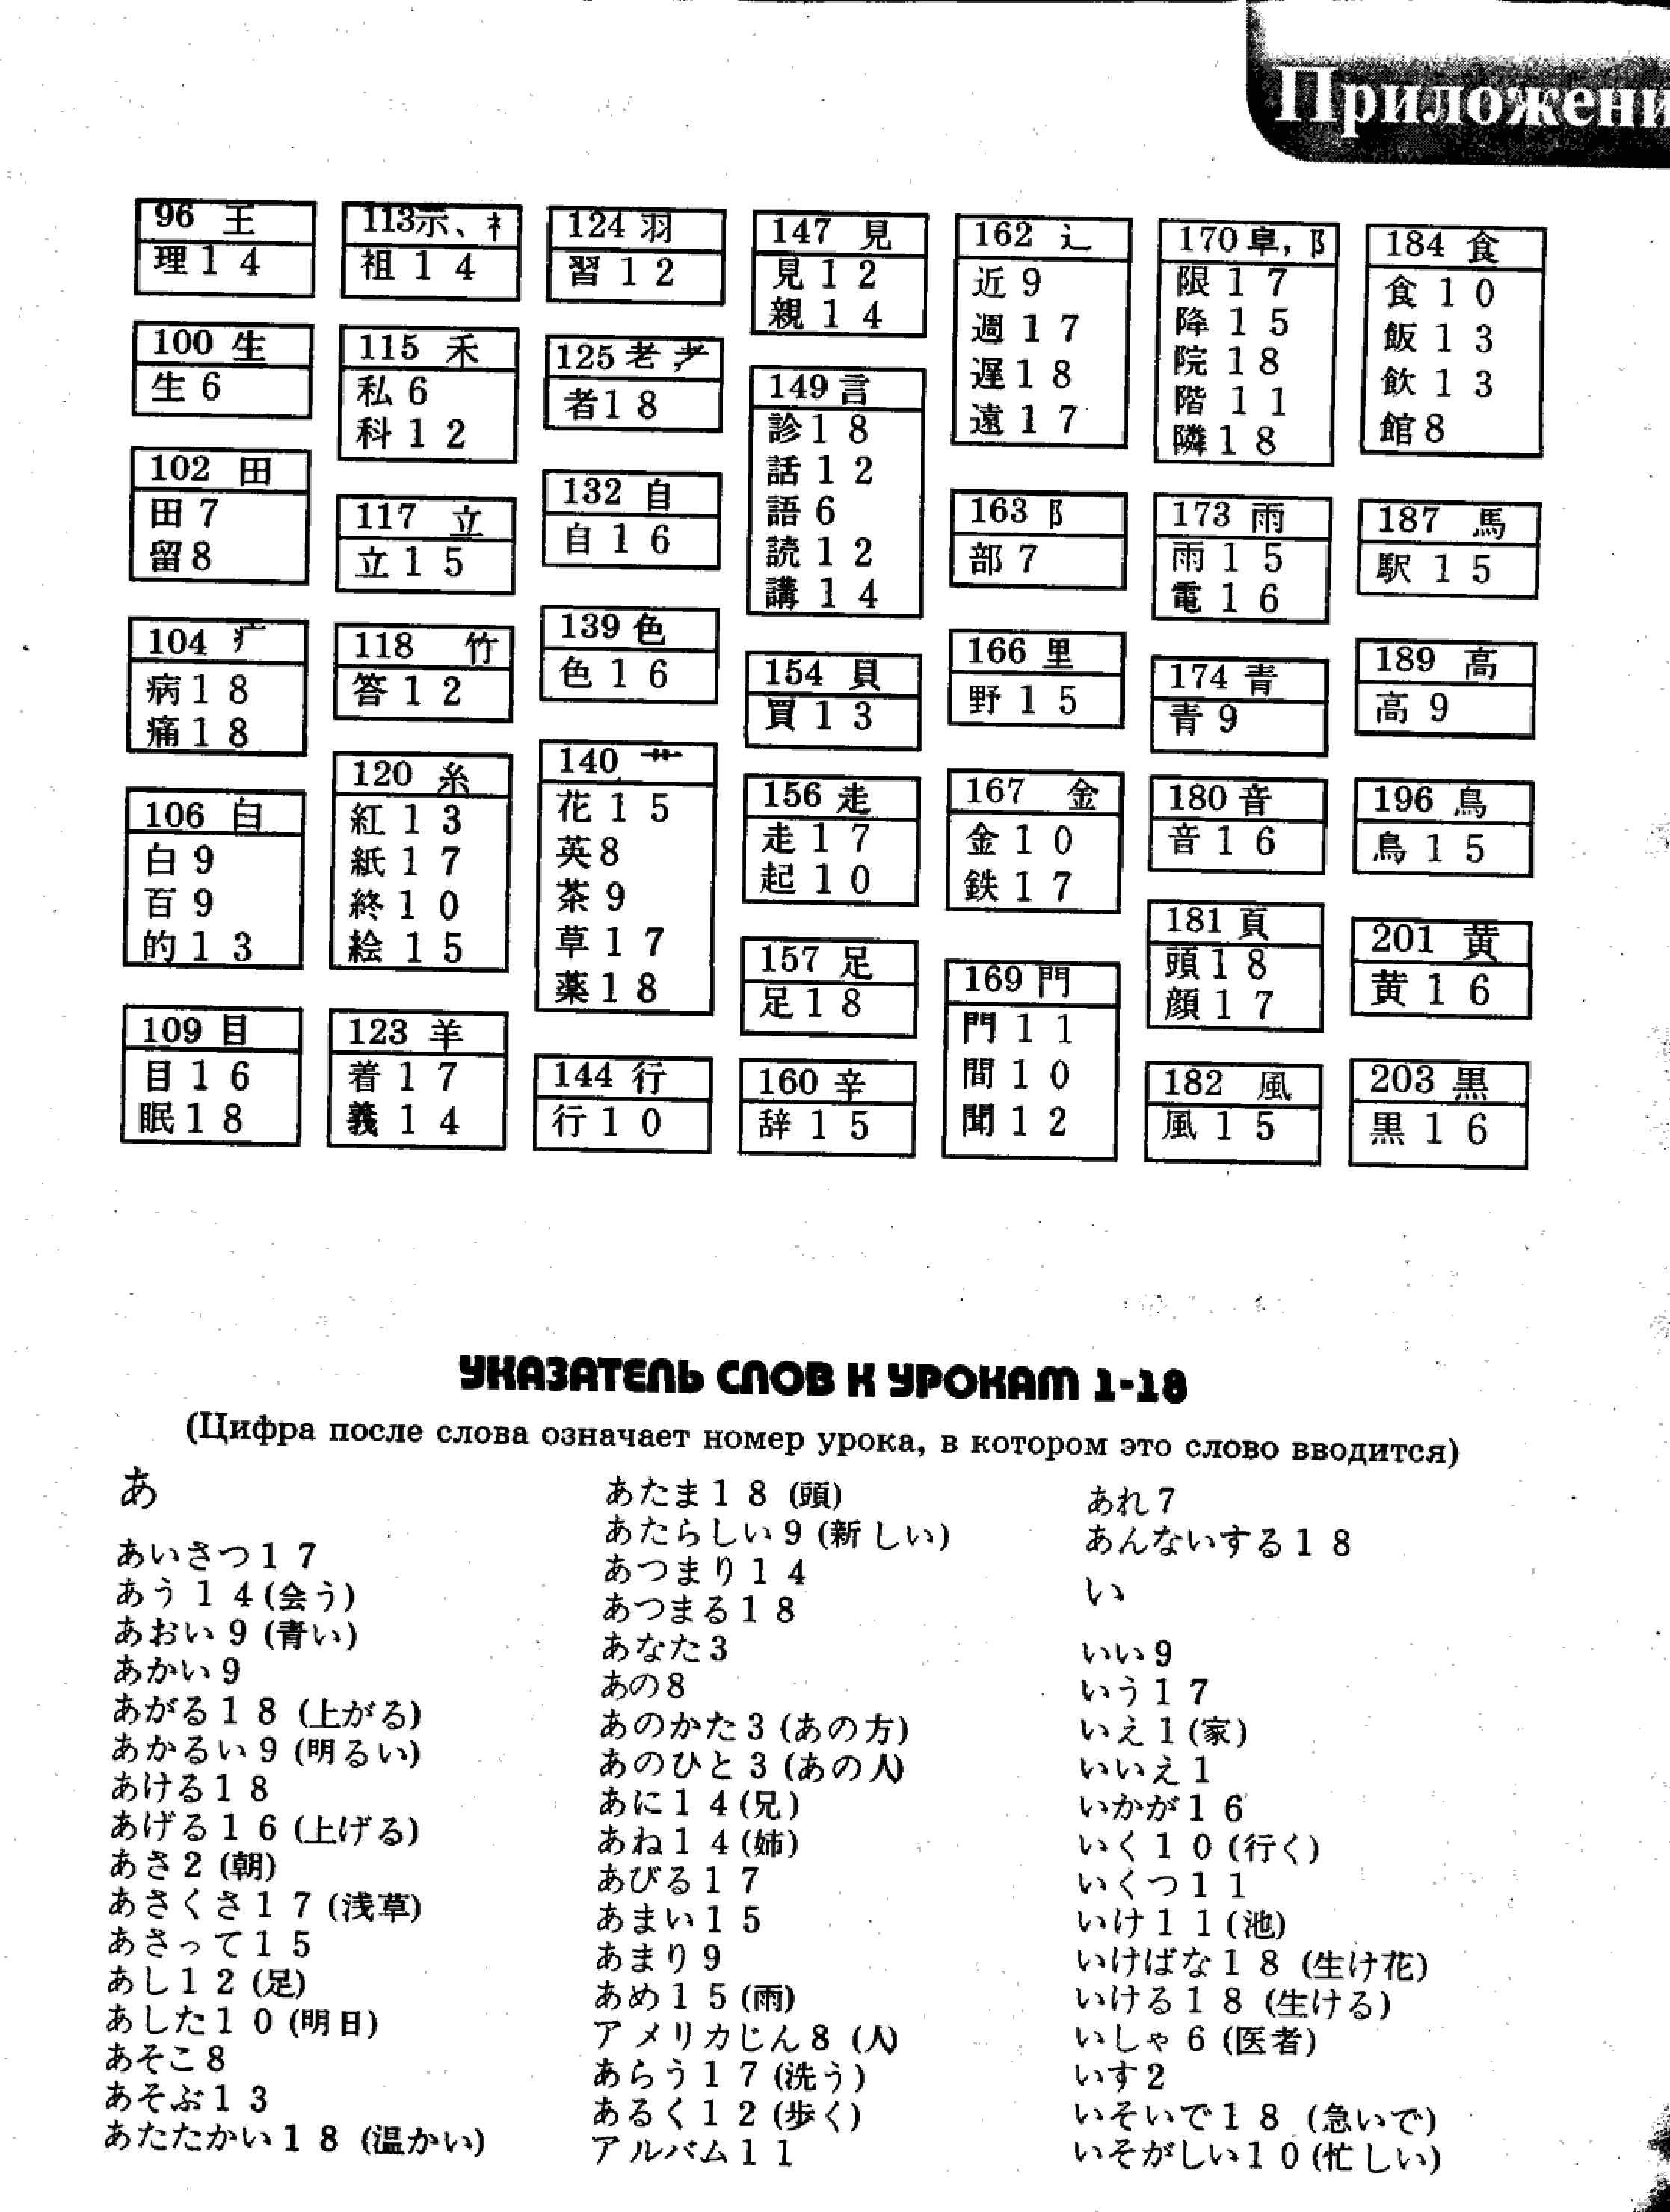 Приложени
96 王
理14
100 生
生6
102 田
田7
留8
104 疒
病18
痛18
106 白
白9
百9
的13
109 目
目16
眠18
113示、礻
祖14
115 禾
私6
科12
117 立
立15
118 竹
答12
120 糸
紅13
紙17
終10
絵15
123 羊
着17
義14
124 羽
習12
125 老 耂
者18
132 自
自16
139 色
色16
140 艹
花15
英8
茶9
草17
薬18
144 行
行10
147 見
見12
親14
149 言
診18
話12
語6
読12
講14
154 貝
買13
156 走
走17
起10
157 足
足18
160 辛
辞15
162 辶
近9
週17
遅18
遠17
163 阝
部7
166 里
野15
167 金
金10
鉄17
169 門
門11
間10
聞12
170 阜, 阝
限17
降15
院18
階11
隣18
173 雨
雨15
電16
174 青
青9
180 音
音16
181 頁
頭18
顔17
182 風
風15
184 食
食10
飯13
飲13
館8
187 馬
駅15
189 高
高9
196 鳥
鳥15
201 黄
黄16
203 黒
黒16
УКАЗАТЕЛЬ СЛОВ К УРОКАМ 1-18
(Цифра после слова означает номер урока, в котором это слово вводится)
あ
あいさつ17
あう14(会う)
あおい9(青い)
あかい9
あがる18(上がる)
あかるい9(明るい)
あける18
あげる16(上げる)
あさ2(朝)
あさくさ17(浅草)
あさって15
あし12(足)
あした10(明日)
あそこ8
あそぶ13
あたたかい18(温かい)
あたま18(頭)
あたらしい9(新しい)
あつまり14
あつまる18
あなた3
あの8
あのかた3(あの方)
あのひと3(あの人)
あに14(兄)
あね14(姉)
あびる17
あまい15
あまり9
あめ15(雨)
アメリカじん8(人)
あらう17(洗う)
あるく12(歩く)
アルバム11
あれ7
あんないする18
い
いい9
いう17
いえ1(家)
いいえ1
いかが16
いく10(行く)
いくつ11
いけ11(池)
いけばな18(生け花)
いける18(生ける)
いしゃ6(医者)
いす2
いそいで18(急いで)
いそがしい10(忙しい)